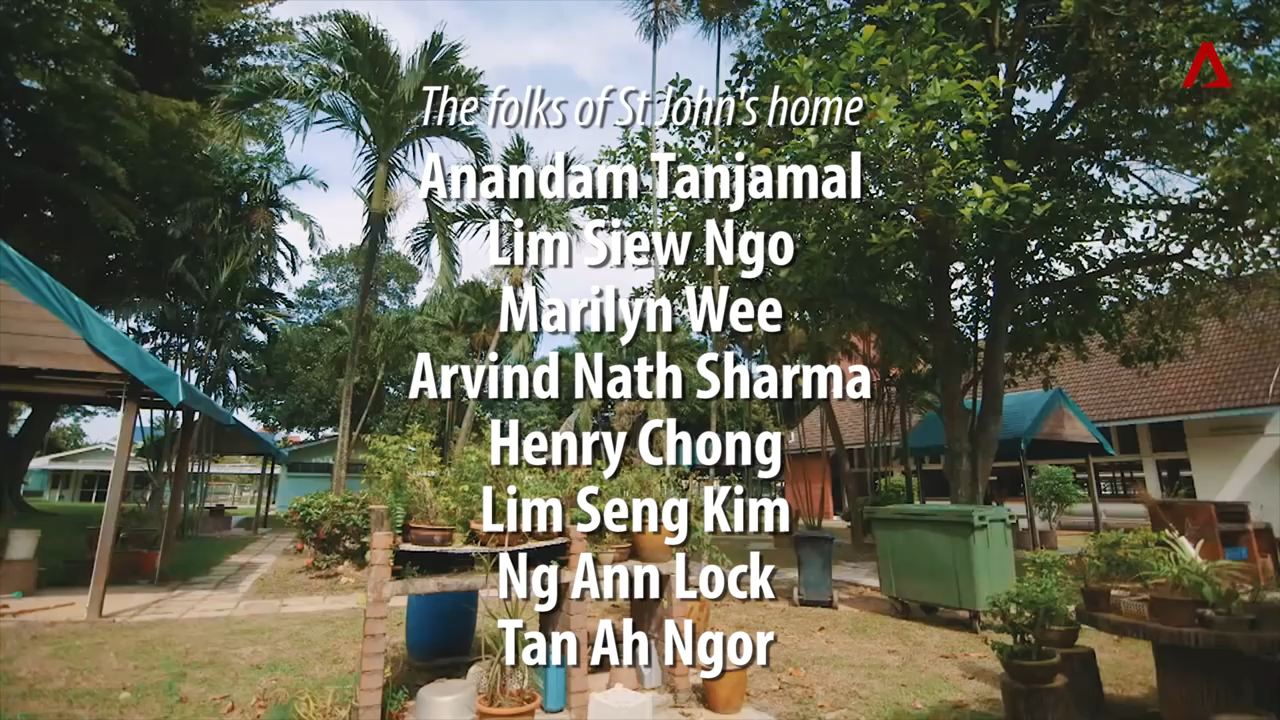 The folks of St John's home
Anandam Tanjamal
Lim Siew Ngo
Marilyn Wee
Arvind Nath Sharma
Henry Chong
Lim Seng Kim
Ng Ann Lock
Tan Ah Ngor